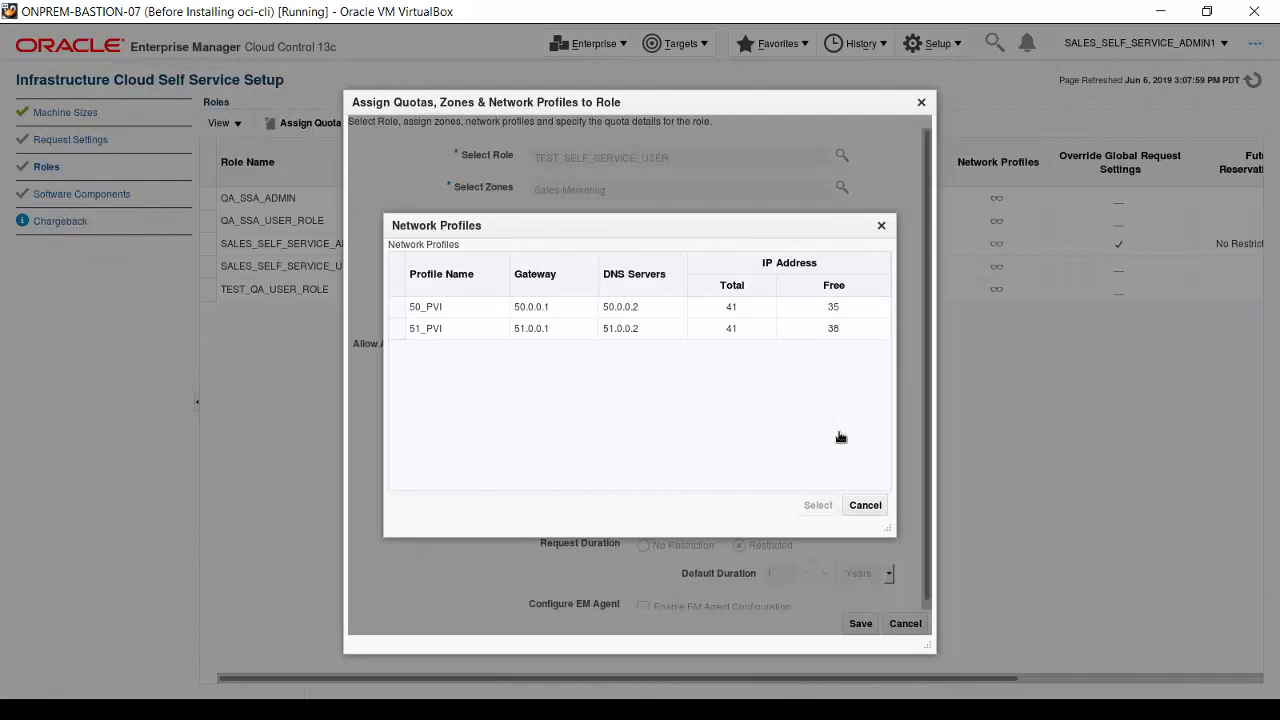 ONPREM-BASTION-07 (Before Installing oci-cli) [Running] - Oracle VM VirtualBox
ORACLE Enterprise Manager Cloud Control 13c
Enterprise
Targets
Favorites
History
Setup
SALES_SELF_SERVICE_ADMIN1
Infrastructure Cloud Self Service Setup
Page Refreshed Jun 6, 2019 3:07:59 PM PDT
Machine Sizes
Request Settings
Roles
Software Components
Chargeback
Roles
View
Assign Quota
Role Name
Network Profiles
Override Global Request Settings
Futu
Reservati
QA_SSA_ADMIN
QA_SSA_USER_ROLE
SALES_SELF_SERVICE_A
No Restrict
SALES_SELF_SERVICE_U
TEST_QA_USER_ROLE
Assign Quotas, Zones & Network Profiles to Role
Select Role, assign zones, network profiles and specify the quota details for the role.
* Select Role TEST_SELF_SERVICE_USER
* Select Zones Sales-Marketing
Allow A
Network Profiles
Network Profiles
Profile Name Gateway DNS Servers IP Address
Total Free
50_PVI 50.0.0.1 50.0.0.2 41 35
51_PVI 51.0.0.1 51.0.0.2 41 38
Select Cancel
Request Duration No Restriction Restricted
Default Duration 1 Years
Configure EM Agent Enable EM Agent Configuration
Save Cancel